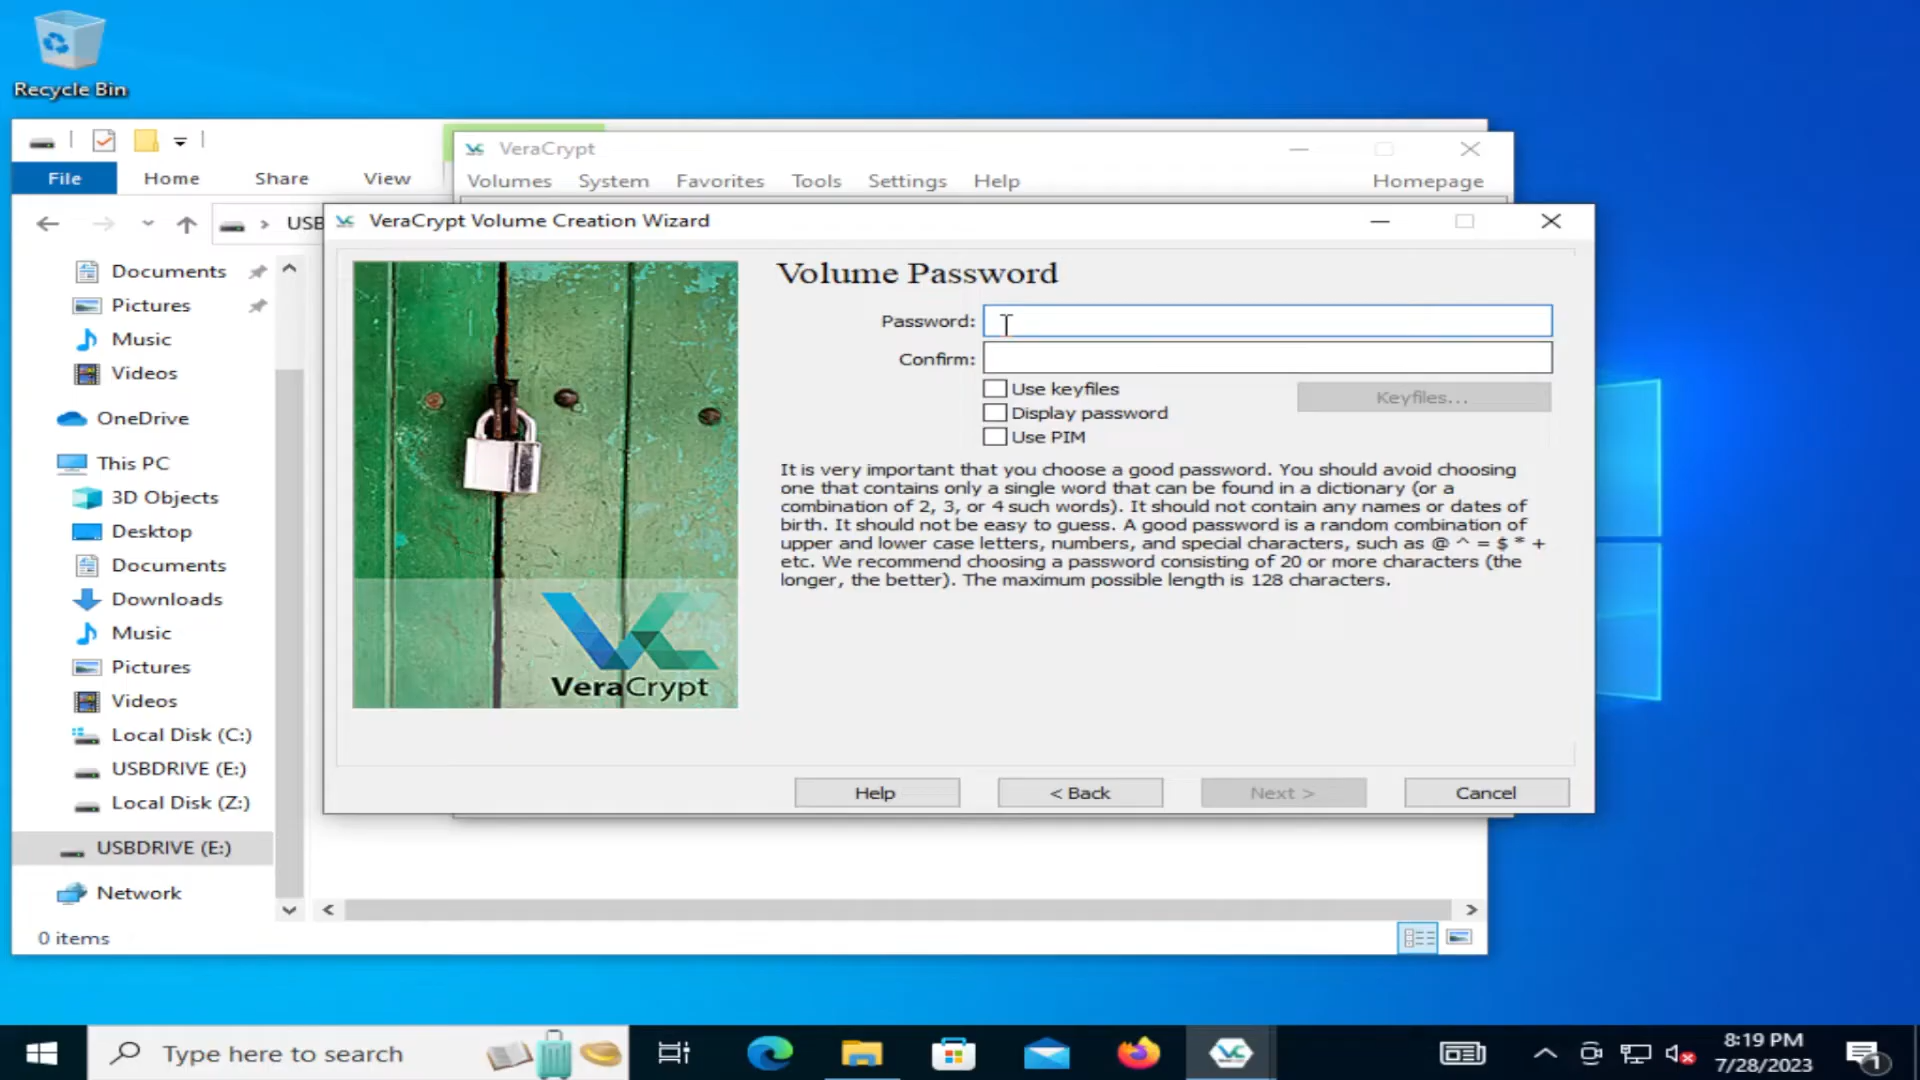 Recycle Bin
VeraCrypt
File
Home
Share
View
Volumes
System
Favorites
Tools
Settings
Help
Homepage
USB
VeraCrypt Volume Creation Wizard
Documents
Pictures
Music
Videos
OneDrive
This PC
3D Objects
Desktop
Documents
Downloads
Music
Pictures
Videos
Local Disk (C:)
USBDRIVE (E:)
Local Disk (Z:)
USBDRIVE (E:)
Network
0 items
VeraCrypt
Volume Password
Password:
Confirm:
Use keyfiles
Keyfiles...
Display password
Use PIM
It is very important that you choose a good password. You should avoid choosing
one that contains only a single word that can be found in a dictionary (or a
combination of 2, 3, or 4 such words). It should not contain any names or dates of
birth. It should not be easy to guess. A good password is a random combination of
upper and lower case letters, numbers, and special characters, such as @ ^ = $ * +
etc. We recommend choosing a password consisting of 20 or more characters (the
longer, the better). The maximum possible length is 128 characters.
Help
< Back
Next >
Cancel
Type here to search
8:19 PM
7/28/2023
1